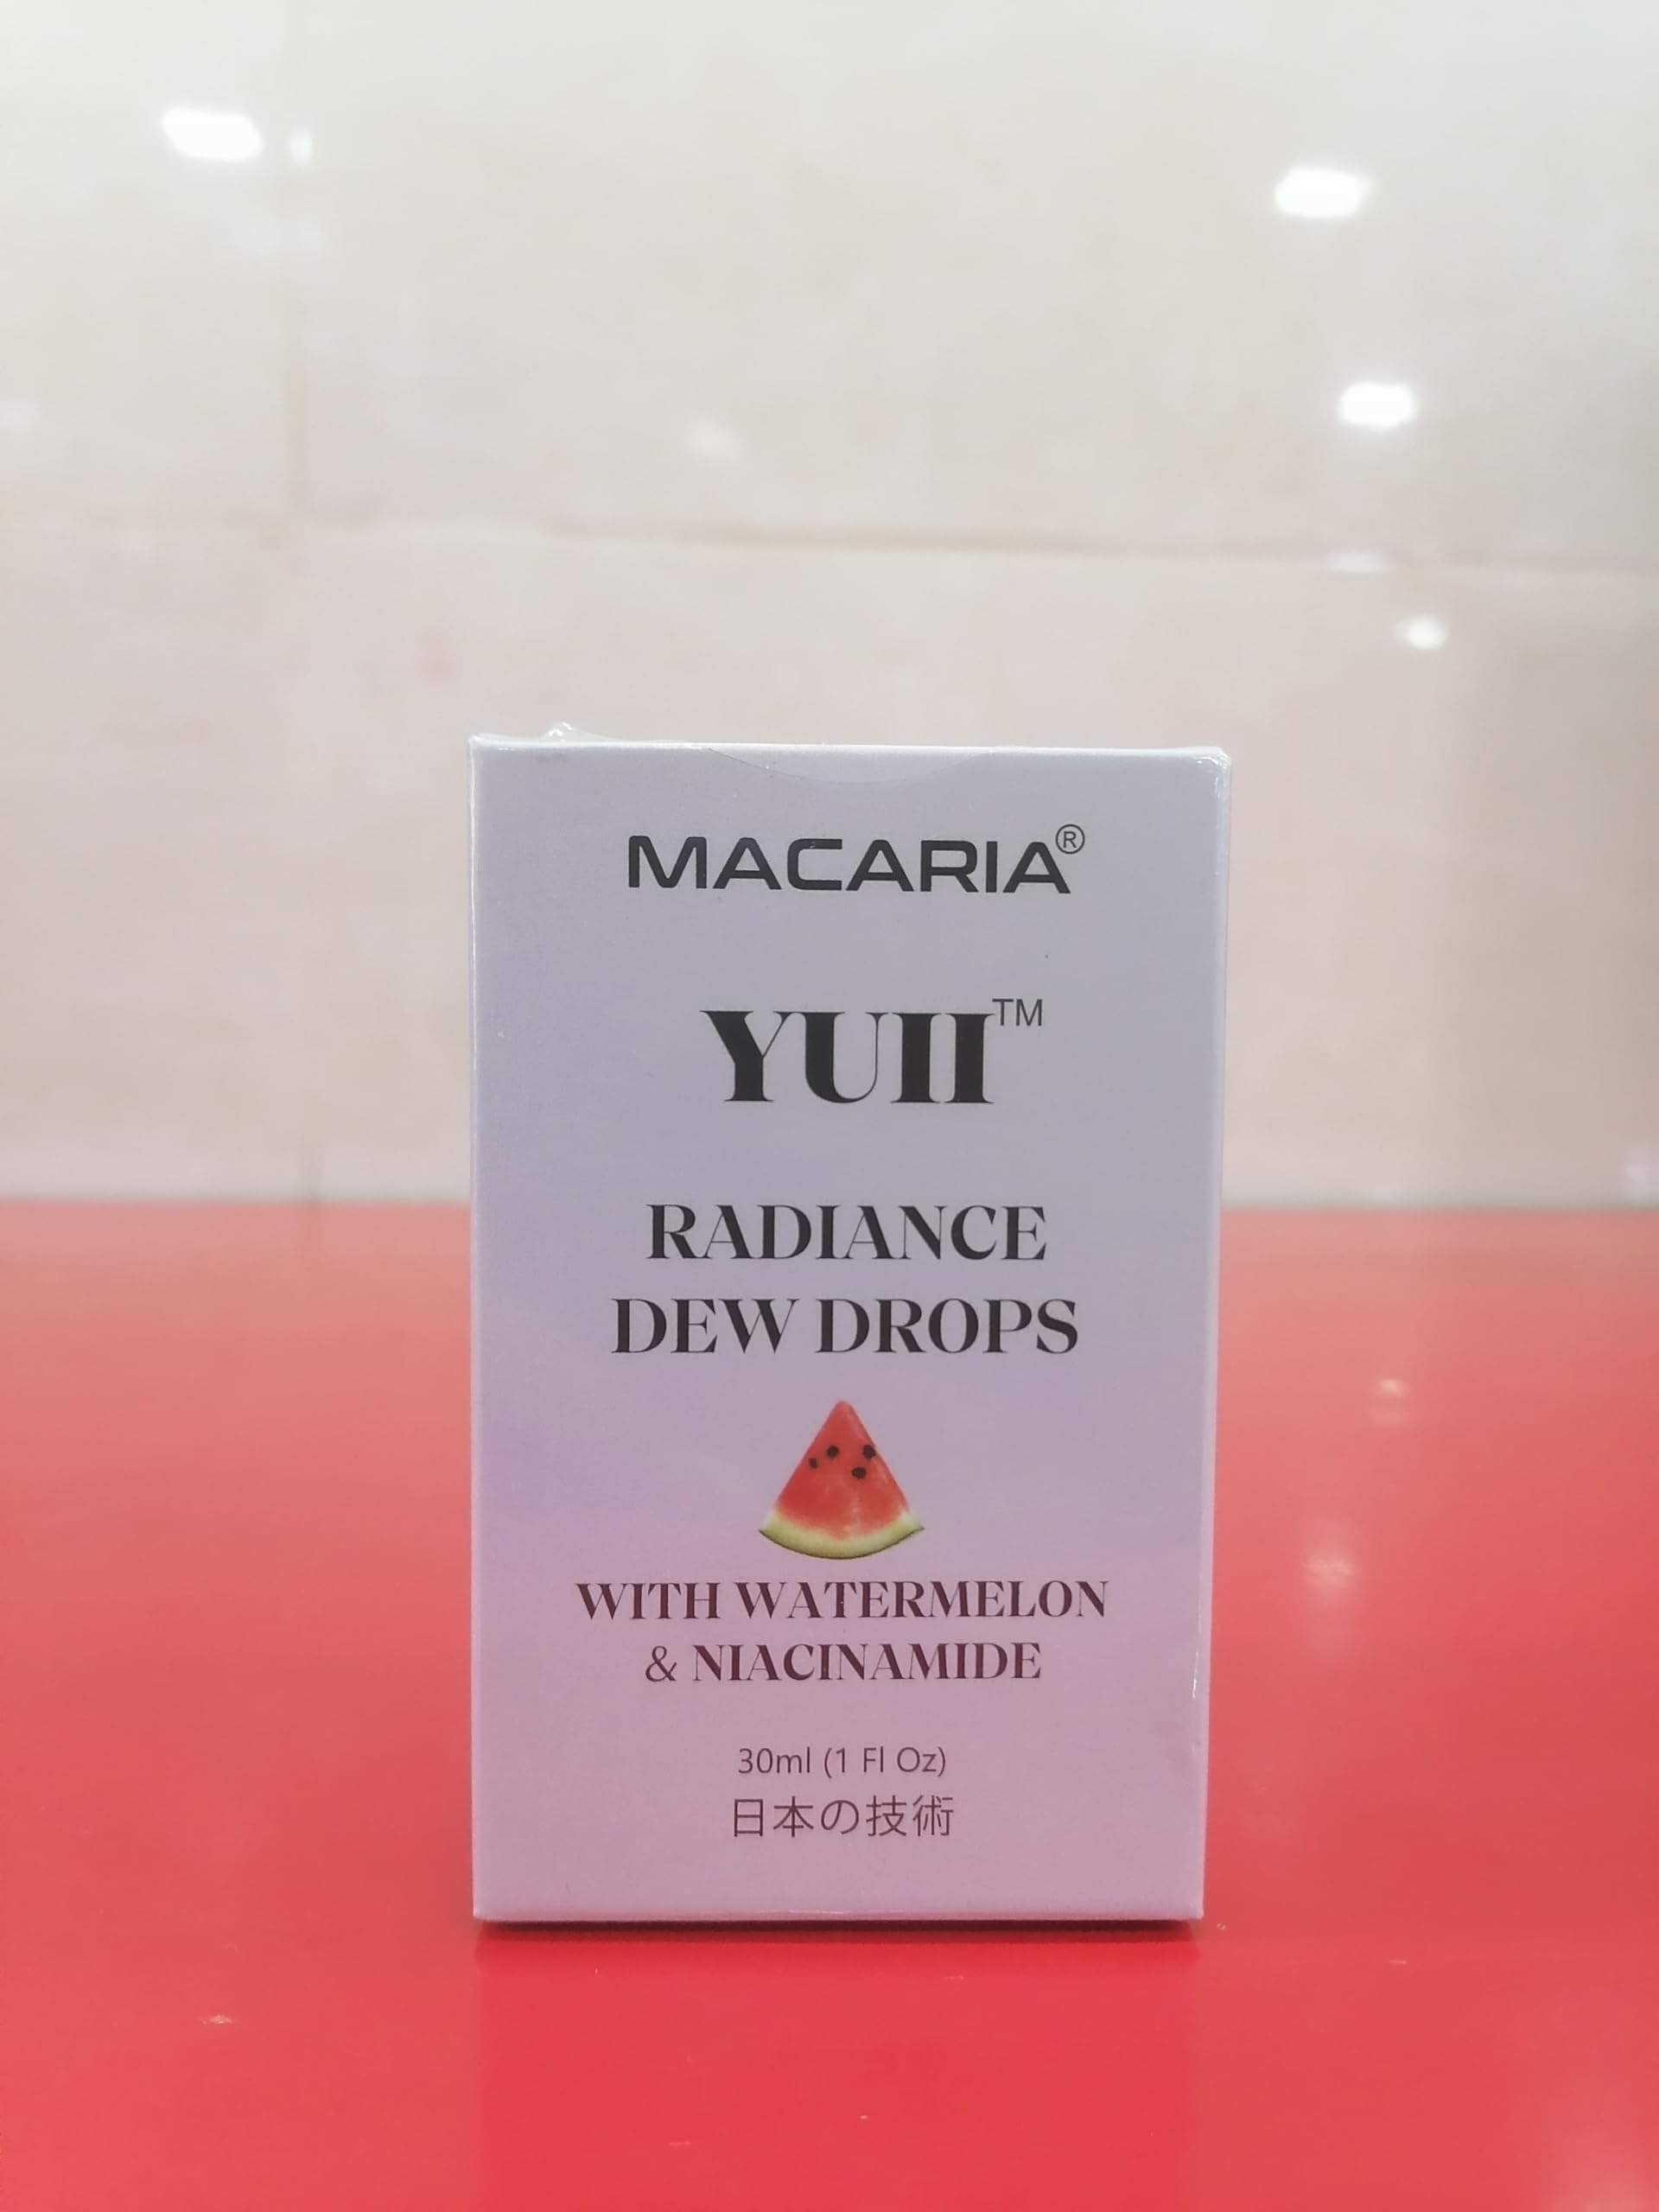 MACARIA®
YUII™
RADIANCE
DEW DROPS
WITH WATERMELON
& NIACINAMIDE
30ml (1 Fl Oz)
日本の技術